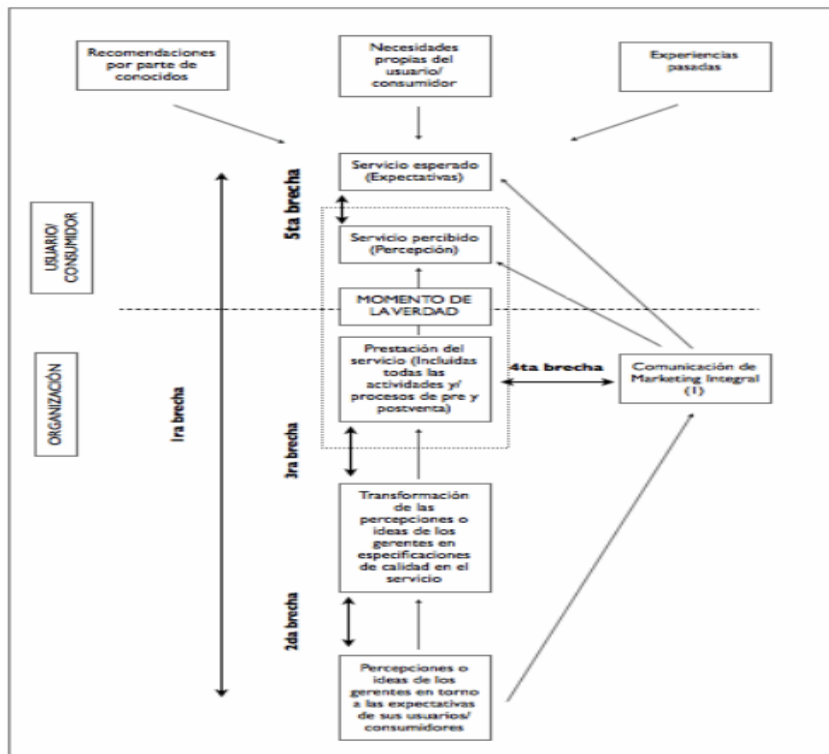 Recomendaciones
por parte de
conocidos
Necesidades
propias del
usuario/
consumidor
Experiencias
pasadas
Servicio esperado
(Expectativas)
5ta brecha
Servicio percibido
(Percepción)
USUARIO/
CONSUMIDOR
MOMENTO DE
LA VERDAD
Prestación del
servicio (Incluídas
todas las
actividades y/
procesos de pre y
postventa)
4ta brecha
Comunicación de
Marketing Integral
(1)
ORGANIZACIÓN
1ra brecha
3ra brecha
Transformación
de las
percepciones o
ideas de los
gerentes en
especificaciones
de calidad en el
servicio
2da brecha
Percepciones o
ideas de los
gerentes en torno
a las expectativas
de sus usuarios/
consumidores